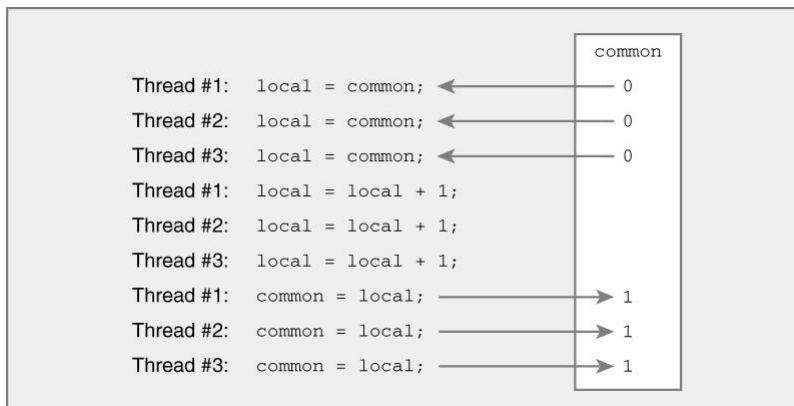 common
Thread #1: local = common; 0
Thread #2: local = common; 0
Thread #3: local = common; 0
Thread #1: local = local + 1;
Thread #2: local = local + 1;
Thread #3: local = local + 1;
Thread #1: common = local; 1
Thread #2: common = local; 1
Thread #3: common = local; 1